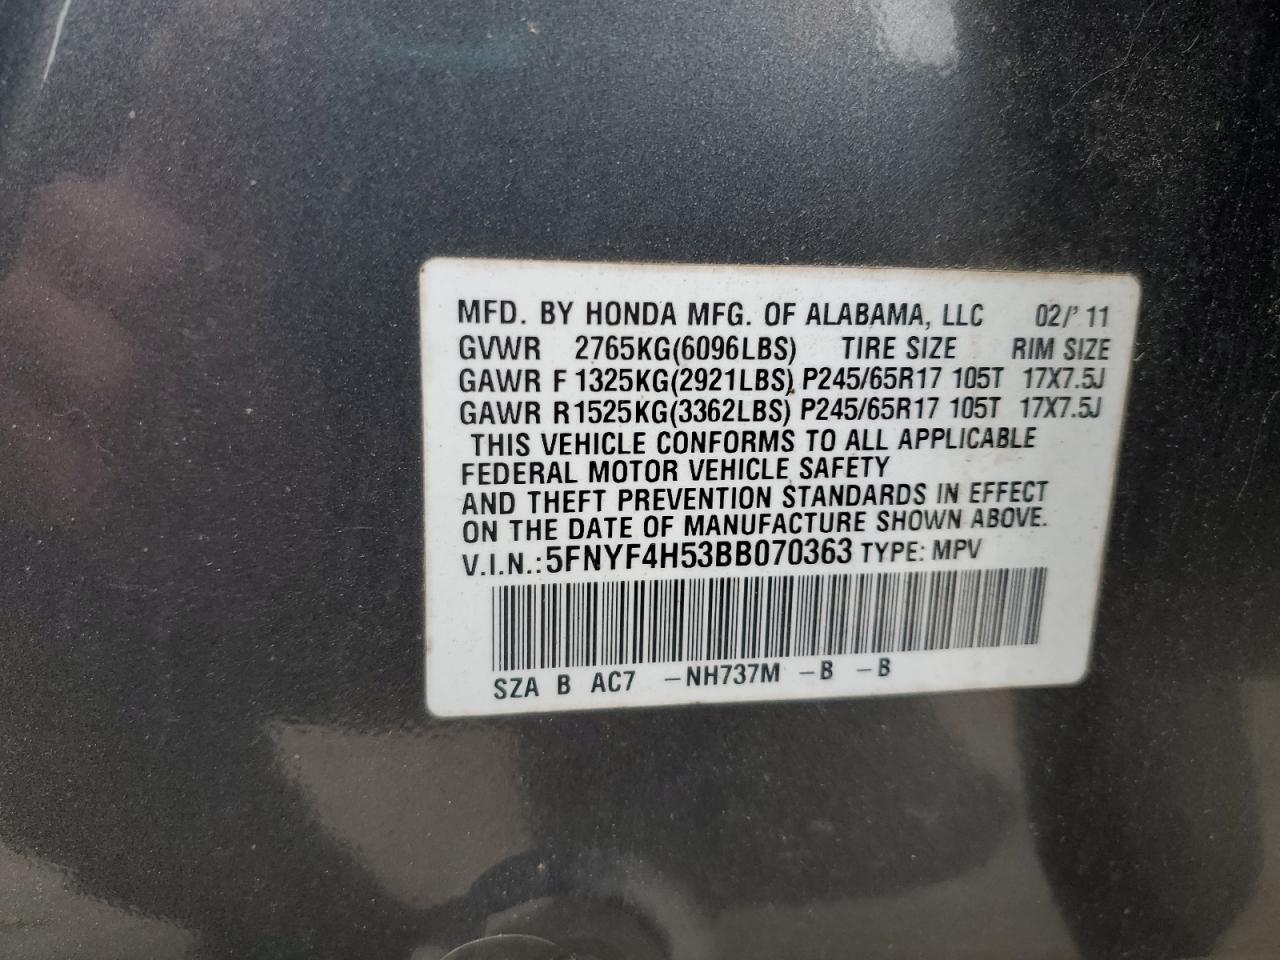 MFD. BY HONDA MFG. OF ALABAMA, LLC 02/'11
GVWR 2765KG(6096LBS) TIRE SIZE RIM SIZE
GAWR F 1325KG(2921LBS) P245/65R17 105T 17X7.5J
GAWR R1525KG(3362LBS) P245/65R17 105T 17X7.5J
THIS VEHICLE CONFORMS TO ALL APPLICABLE
FEDERAL MOTOR VEHICLE SAFETY
AND THEFT PREVENTION STANDARDS IN EFFECT
ON THE DATE OF MANUFACTURE SHOWN ABOVE.
V.I.N.: 5FNYF4H53BB070363 TYPE: MPV
SZA B AC7 -NH737M -B -B